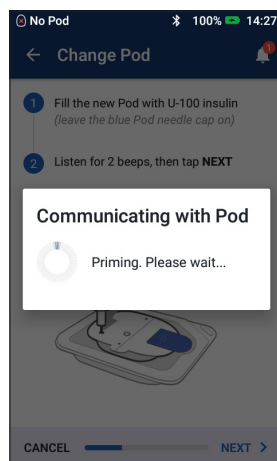 No Pod 100% 14:27
Change Pod 1
1 Fill the new Pod with U-100 insulin
(leave the blue Pod needle cap on)
2 Listen for 2 beeps, then tap NEXT
Communicating with Pod
Priming. Please wait...
CANCEL NEXT